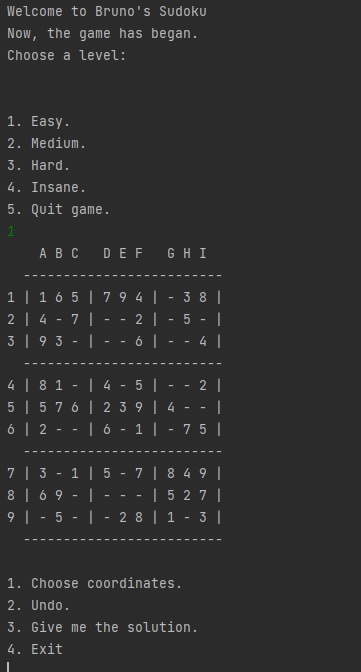 Welcome to Bruno's Sudoku
Now, the game has began.
Choose a level:
1. Easy.
2. Medium.
3. Hard.
4. Insane.
5. Quit game.
1
    A B C   D E F   G H I
  -------------------------
1 | 1 6 5 | 7 9 4 | - 3 8 |
2 | 4 - 7 | - - 2 | - 5 - |
3 | 9 3 - | - - 6 | - - 4 |
  -------------------------
4 | 8 1 - | 4 - 5 | - - 2 |
5 | 5 7 6 | 2 3 9 | 4 - - |
6 | 2 - - | 6 - 1 | - 7 5 |
  -------------------------
7 | 3 - 1 | 5 - 7 | 8 4 9 |
8 | 6 9 - | - - - | 5 2 7 |
9 | - 5 - | - 2 8 | 1 - 3 |
  -------------------------
1. Choose coordinates.
2. Undo.
3. Give me the solution.
4. Exit